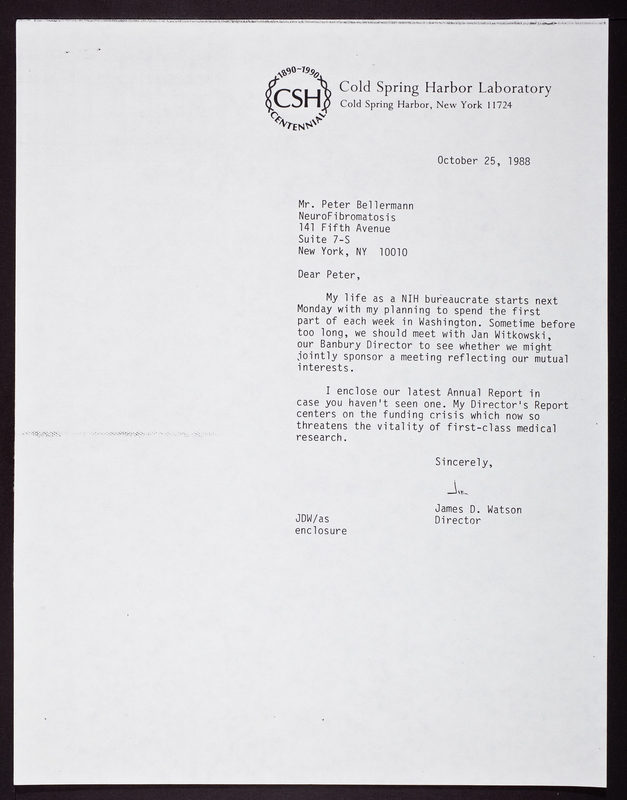 1890-1990
CSH
CENTENNIAL
Cold Spring Harbor Laboratory
Cold Spring Harbor, New York 11724
October 25, 1988
Mr. Peter Bellermann
NeuroFibromatosis
141 Fifth Avenue
Suite 7-S
New York, NY 10010
Dear Peter,
My life as a NIH bureaucrate starts next
Monday with my planning to spend the first
part of each week in Washington. Sometime before
too long, we should meet with Jan Witkowski,
our Banbury Director to see whether we might
jointly sponsor a meeting reflecting our mutual
interests.
I enclose our latest Annual Report in
case you haven't seen one. My Director's Report
centers on the funding crisis which now so
threatens the vitality of first-class medical
research.
Sincerely,
Jim
James D. Watson
Director
JDW/as
enclosure